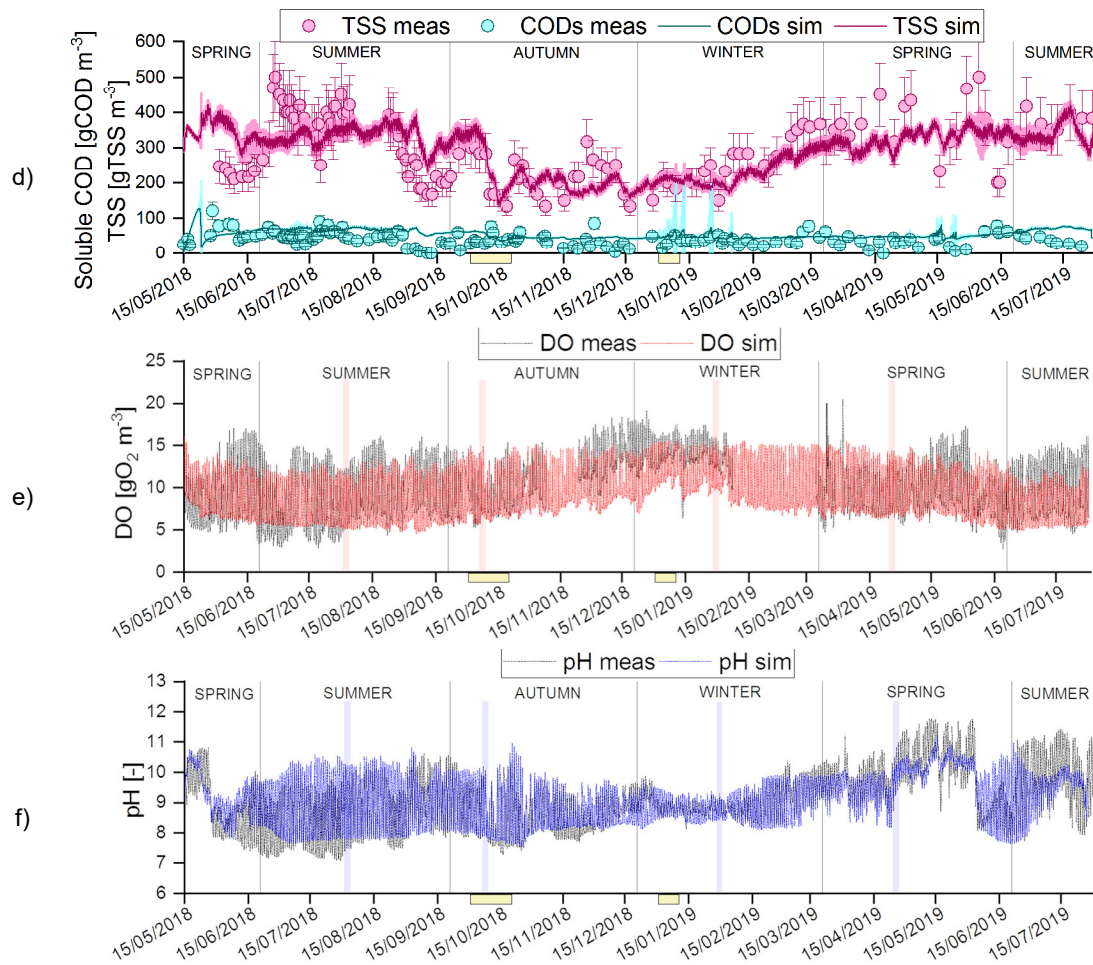 TSS meas CODs meas CODs sim TSS sim
d)
Soluble COD [gCOD m-3]
TSS [gTSS m-3]
600
500
400
300
200
100
0
SPRING SUMMER AUTUMN WINTER SPRING SUMMER
15/05/2018 15/06/2018 15/07/2018 15/08/2018 15/09/2018 15/10/2018 15/11/2018 15/12/2018 15/01/2019 15/02/2019 15/03/2019 15/04/2019 15/05/2019 15/06/2019 15/07/2019
DO meas DO sim
e)
DO [gO2 m-3]
25
20
15
10
5
0
SPRING SUMMER AUTUMN WINTER SPRING SUMMER
15/05/2018 15/06/2018 15/07/2018 15/08/2018 15/09/2018 15/10/2018 15/11/2018 15/12/2018 15/01/2019 15/02/2019 15/03/2019 15/04/2019 15/05/2019 15/06/2019 15/07/2019
pH meas pH sim
f)
pH [-]
13
12
11
10
9
8
7
6
SPRING SUMMER AUTUMN WINTER SPRING SUMMER
15/05/2018 15/06/2018 15/07/2018 15/08/2018 15/09/2018 15/10/2018 15/11/2018 15/12/2018 15/01/2019 15/02/2019 15/03/2019 15/04/2019 15/05/2019 15/06/2019 15/07/2019